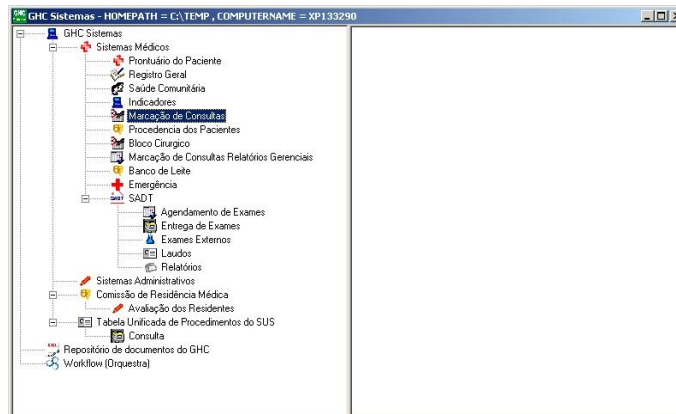 GHC Sistemas - HOMEPATH = C:\TEMP , COMPUTERNAME = XP133290
GHC Sistemas
Sistemas Médicos
Prontuário do Paciente
Registro Geral
Saúde Comunitária
Indicadores
Marcação de Consultas
Procedencia dos Pacientes
Bloco Cirurgico
Marcação de Consultas Relatórios Gerenciais
Banco de Leite
Emergência
SADT
Agendamento de Exames
Entrega de Exames
Exames Externos
Laudos
Relatórios
Sistemas Administrativos
Comissão de Residência Médica
Avaliação dos Residentes
Tabela Unificada de Procedimentos do SUS
Consulta
Repositório de documentos do GHC
Workflow (Orquestra)